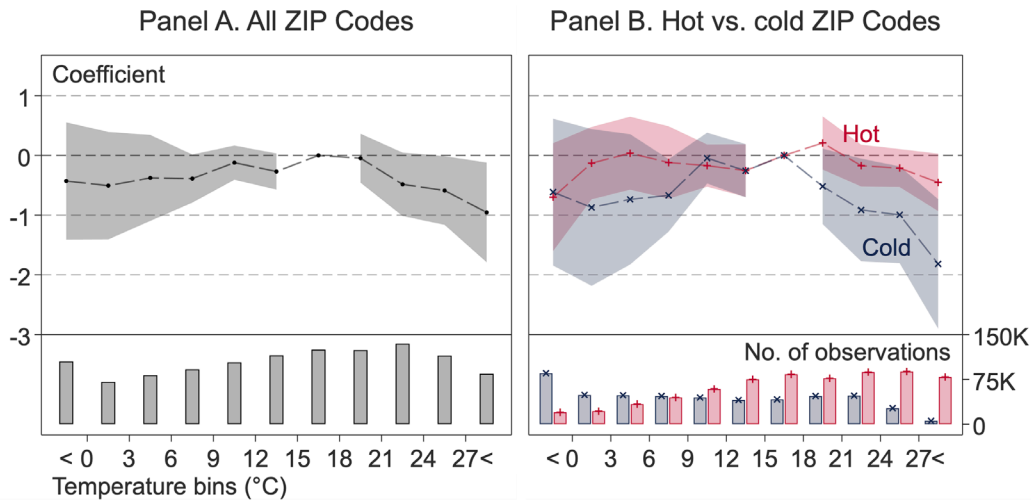 Panel A. All ZIP Codes
Panel B. Hot vs. cold ZIP Codes
Coefficient
1
0
-1
-2
-3
Hot
Cold
150K
No. of observations
75K
0
< 0 3 6 9 12 15 18 21 24 27<
< 0 3 6 9 12 15 18 21 24 27<
Temperature bins (°C)